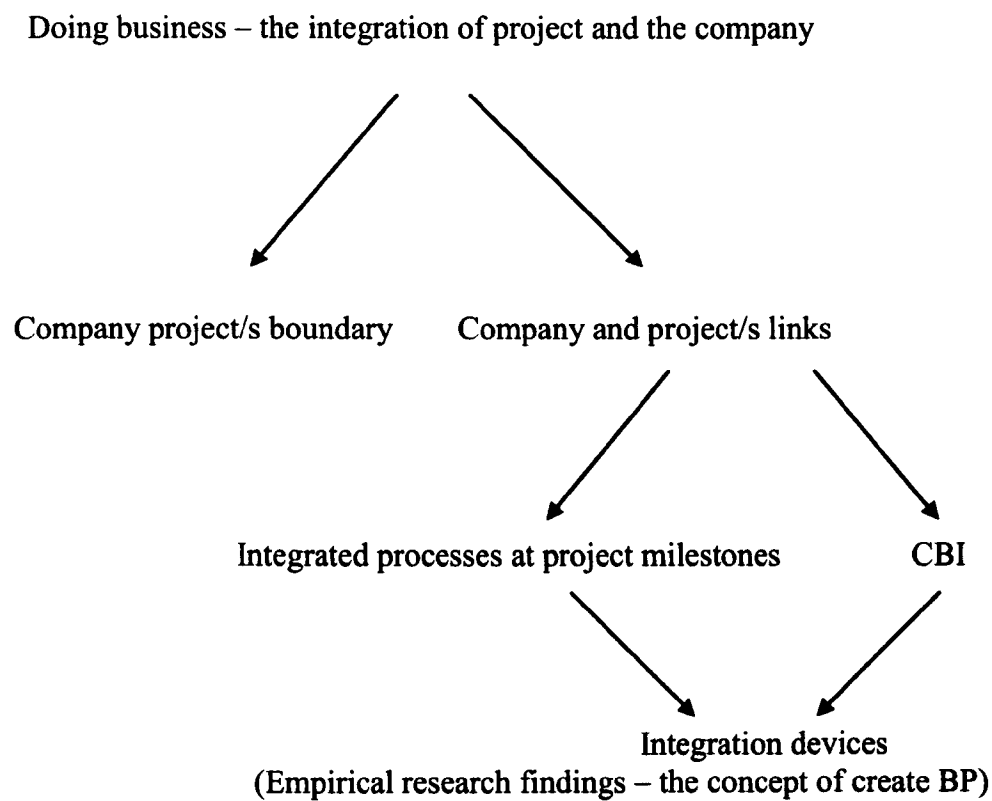 Doing business – the integration of project and the company
Company project/s boundary
Company and project/s links
Integrated processes at project milestones
CBI
Integration devices
(Empirical research findings – the concept of create BP)